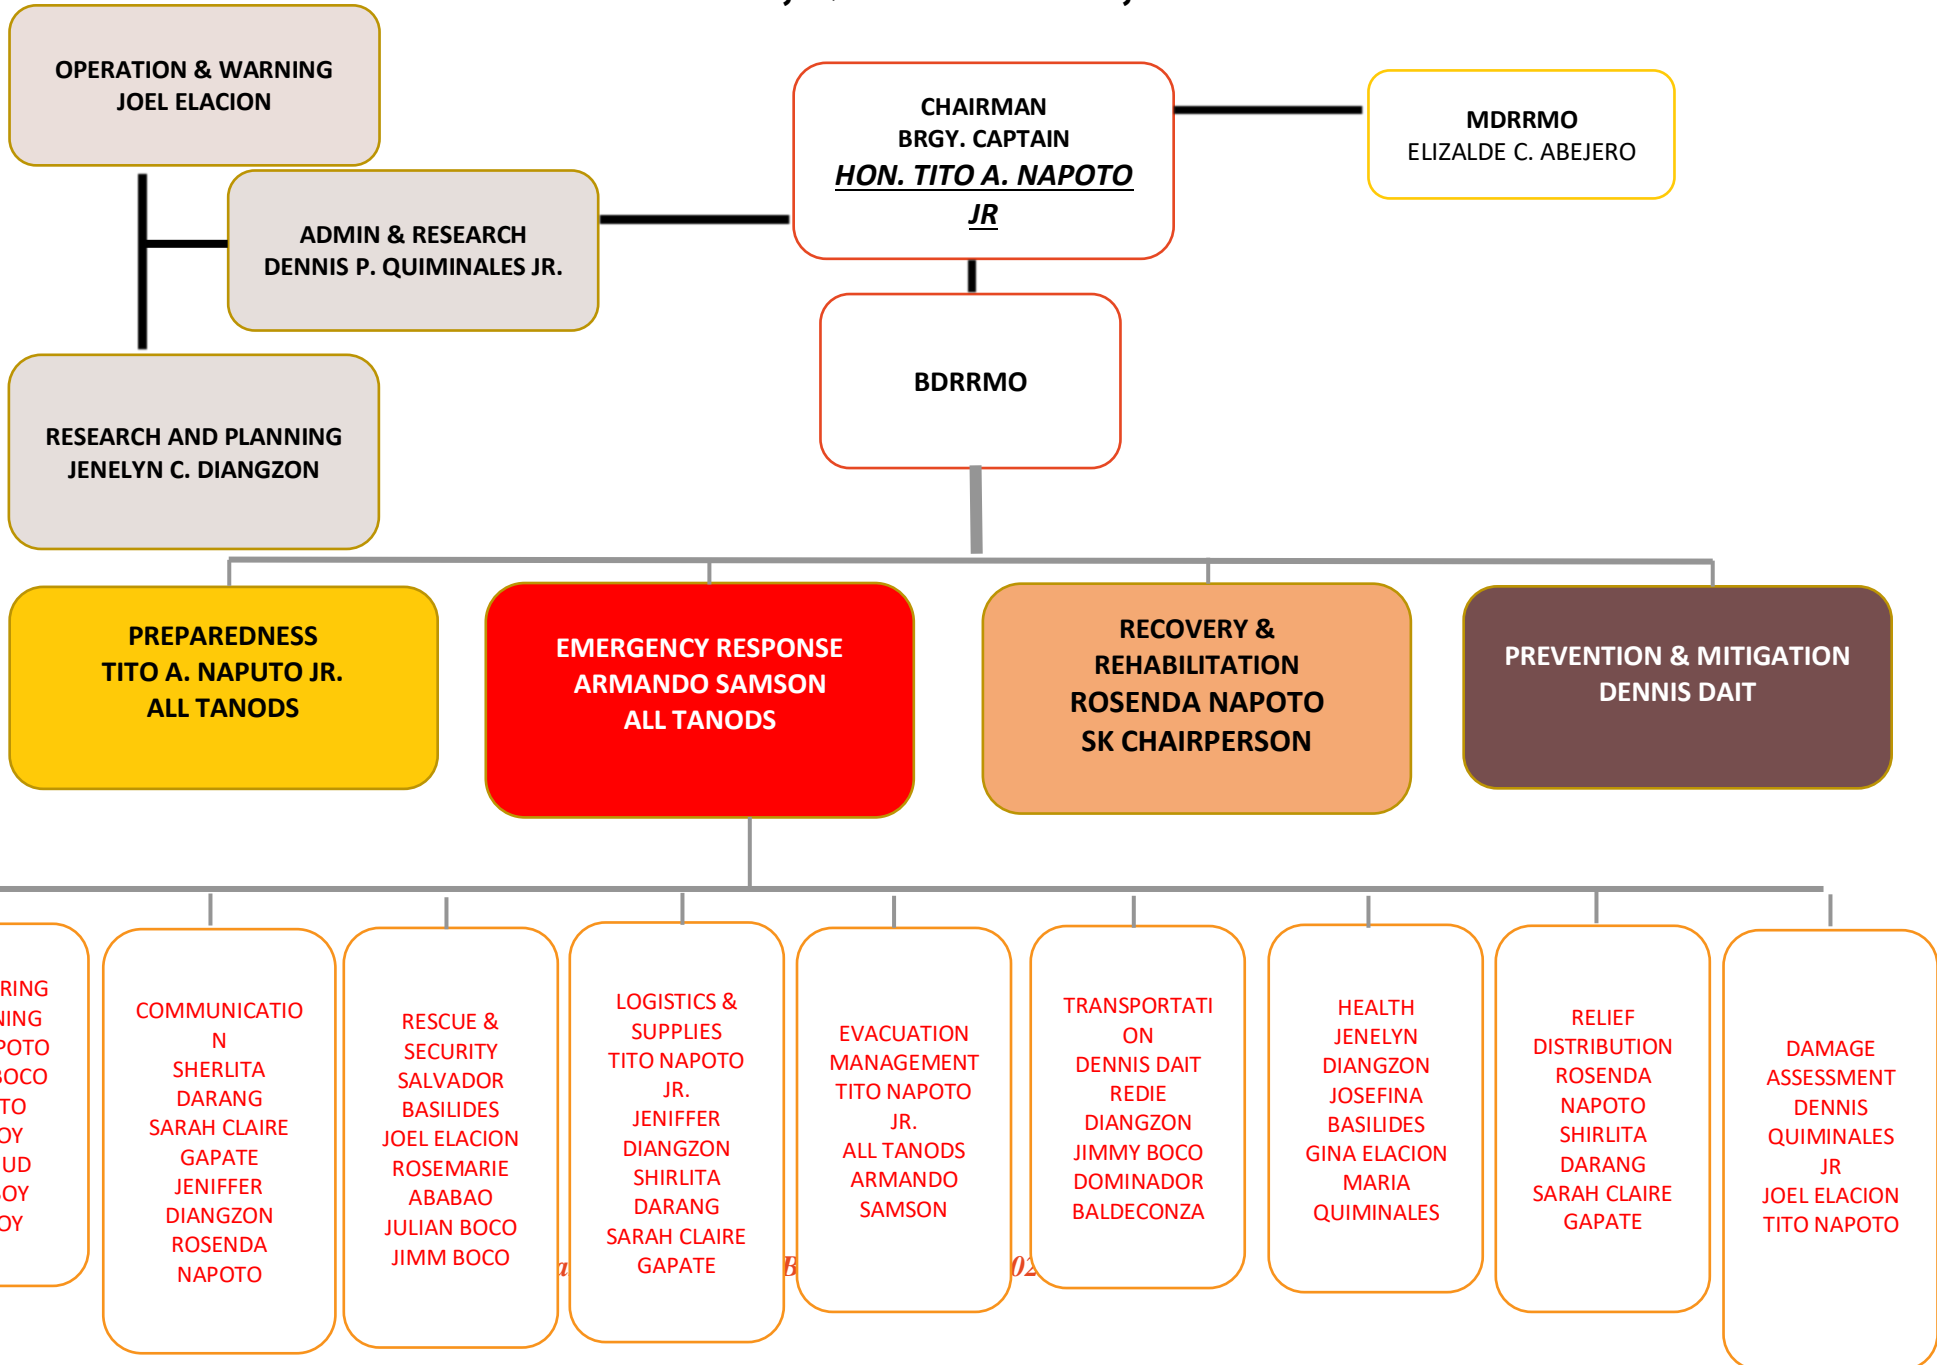 OPERATION & WARNING
JOEL ELACION
CHAIRMAN
BRGY. CAPTAIN
HON. TITO A. NAPOTO
JR
MDRRMO
ELIZALDE C. ABEJERO
ADMIN & RESEARCH
DENNIS P. QUIMINALES JR.
BDRRMO
RESEARCH AND PLANNING
JENELYN C. DIANGZON
PREPAREDNESS
TITO A. NAPUTO JR.
ALL TANODS
EMERGENCY RESPONSE
ARMANDO SAMSON
ALL TANODS
RECOVERY &
REHABILITATION
ROSENDA NAPOTO
SK CHAIRPERSON
PREVENTION & MITIGATION
DENNIS DAIT
BOCO
COMMUNICATIO
N
SHERLITA
DARANG
SARAH CLAIRE
GAPATE
JENIFFER
DIANGZON
ROSENDA
NAPOTO
RESCUE &
SECURITY
SALVADOR
BASILIDES
JOEL ELACION
ROSEMARIE
ABABAO
JULIAN BOCO
JIMM BOCO
LOGISTICS &
SUPPLIES
TITO NAPOTO
JR.
JENIFFER
DIANGZON
SHIRLITA
DARANG
SARAH CLAIRE
GAPATE
EVACUATION
MANAGEMENT
TITO NAPOTO
JR.
ALL TANODS
ARMANDO
SAMSON
TRANSPORTATI
ON
DENNIS DAIT
REDIE
DIANGZON
JIMMY BOCO
DOMINADOR
BALDECONZA
HEALTH
JENELYN
DIANGZON
JOSEFINA
BASILIDES
GINA ELACION
MARIA
QUIMINALES
RELIEF
DISTRIBUTION
ROSENDA
NAPOTO
SHIRLITA
DARANG
SARAH CLAIRE
GAPATE
DAMAGE
ASSESSMENT
DENNIS
QUIMINALES
JR
JOEL ELACION
TITO NAPOTO